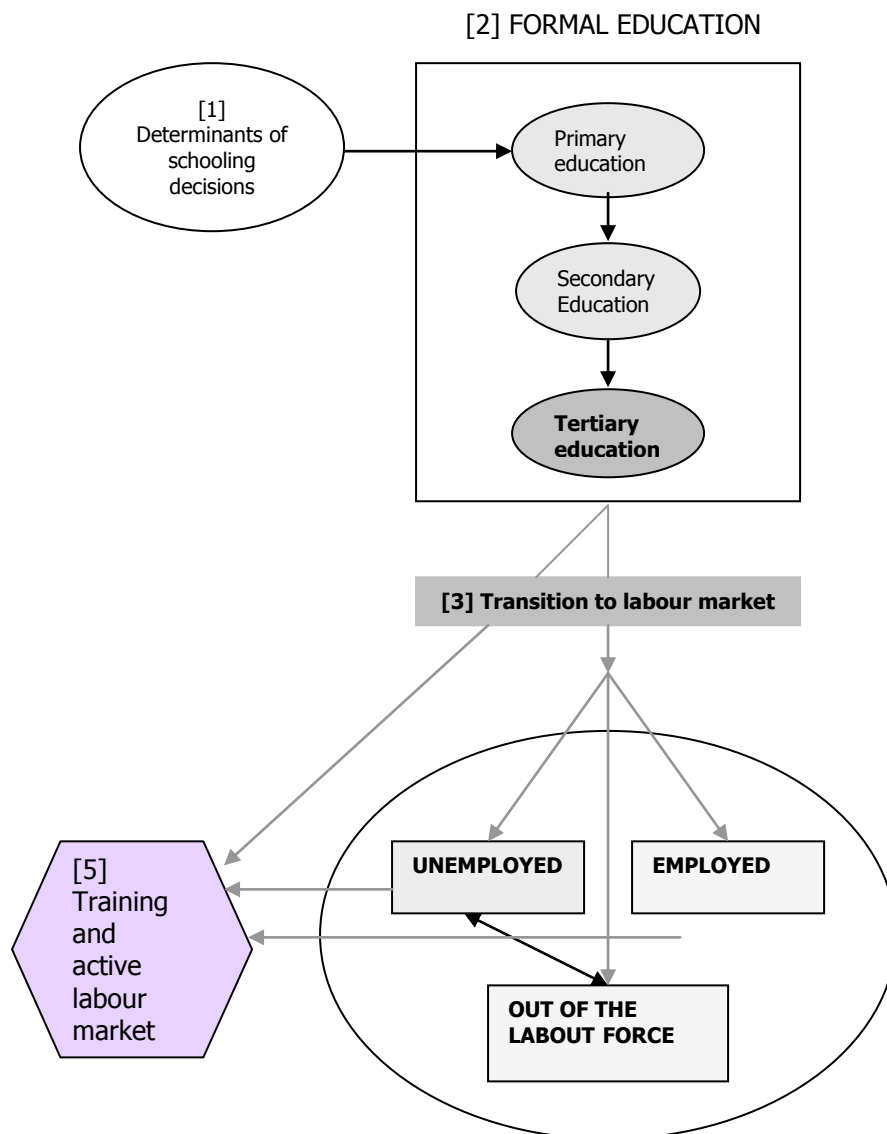 [2] FORMAL EDUCATION
[1]
Determinants of
schooling
decisions
Primary
education
Secondary
Education
Tertiary
education
[3] Transition to labour market
UNEMPLOYED
EMPLOYED
[5]
Training
and
active
labour
market
OUT OF THE
LABOUT FORCE